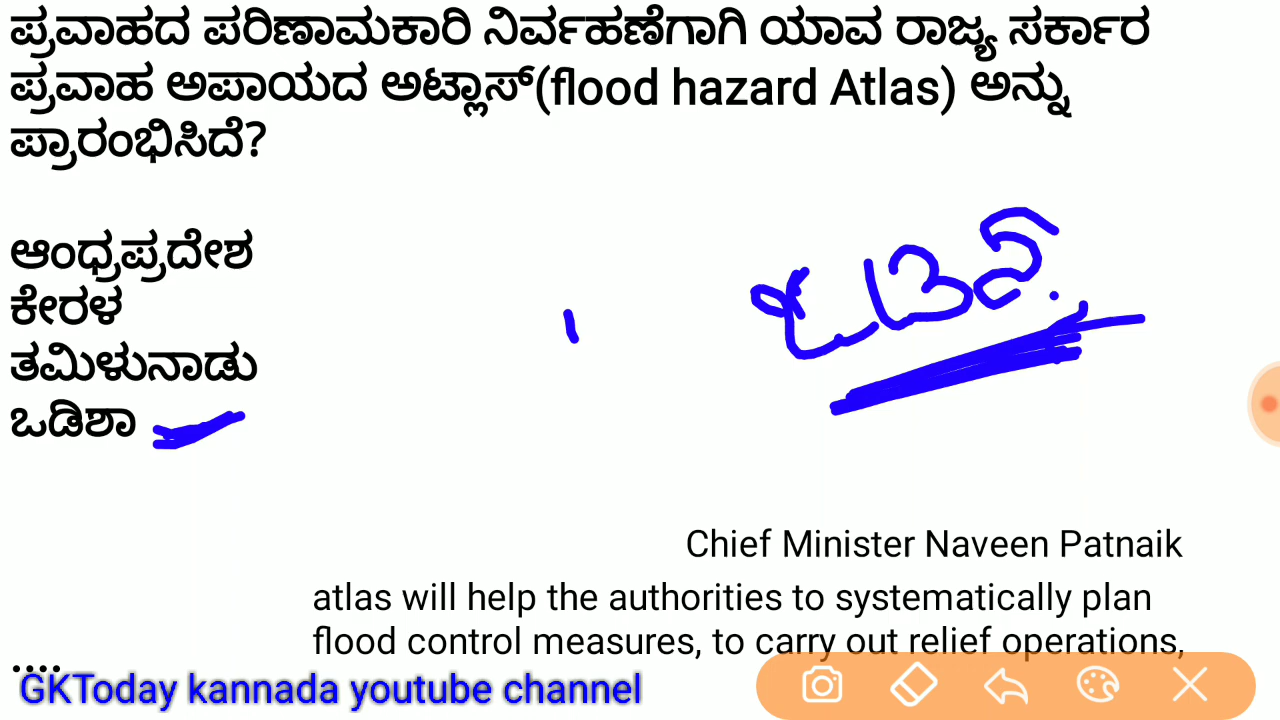 ಪ್ರವಾಹದ ಪರಿಣಾಮಕಾರಿ ನಿರ್ವಹಣೆಗಾಗಿ ಯಾವ ರಾಜ್ಯ ಸರ್ಕಾರ
ಪ್ರವಾಹ ಅಪಾಯದ ಅಟ್ಲಾಸ್(flood hazard Atlas) ಅನ್ನು
ಪ್ರಾರಂಭಿಸಿದೆ?
ಆಂಧ್ರಪ್ರದೇಶ
ಕೇರಳ
ತಮಿಳುನಾಡು
ಒಡಿಶಾ
Chief Minister Naveen Patnaik
atlas will help the authorities to systematically plan
flood control measures, to carry out relief operations,
....
GKToday kannada youtube channel